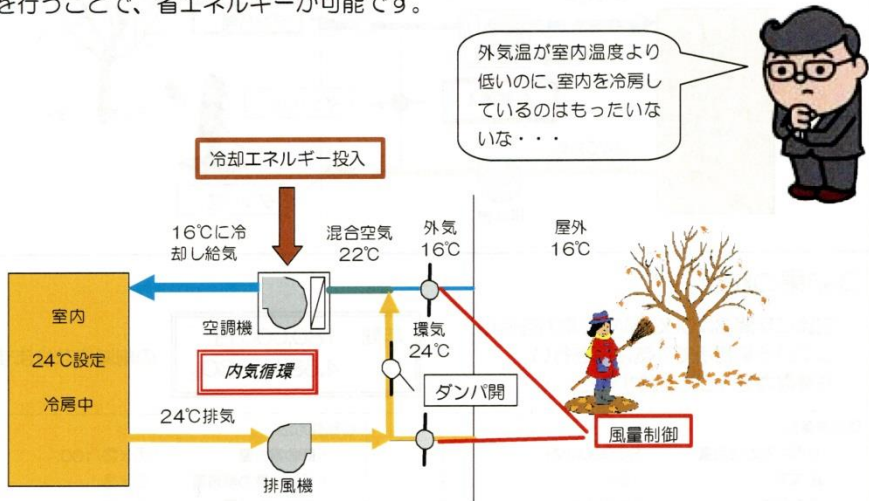 を行うことで、省エネルギーが可能です。
外気温が室内温度より
低いのに、室内を冷房し
ているのはもったいな
いな・・・
冷却エネルギー投入
16℃に冷
却し給気
混合空気
22℃
外気
16℃
屋外
16℃
室内
24℃設定
冷房中
空調機
環気
24℃
内気循環
ダンパ開
24℃排気
風量制御
排風機